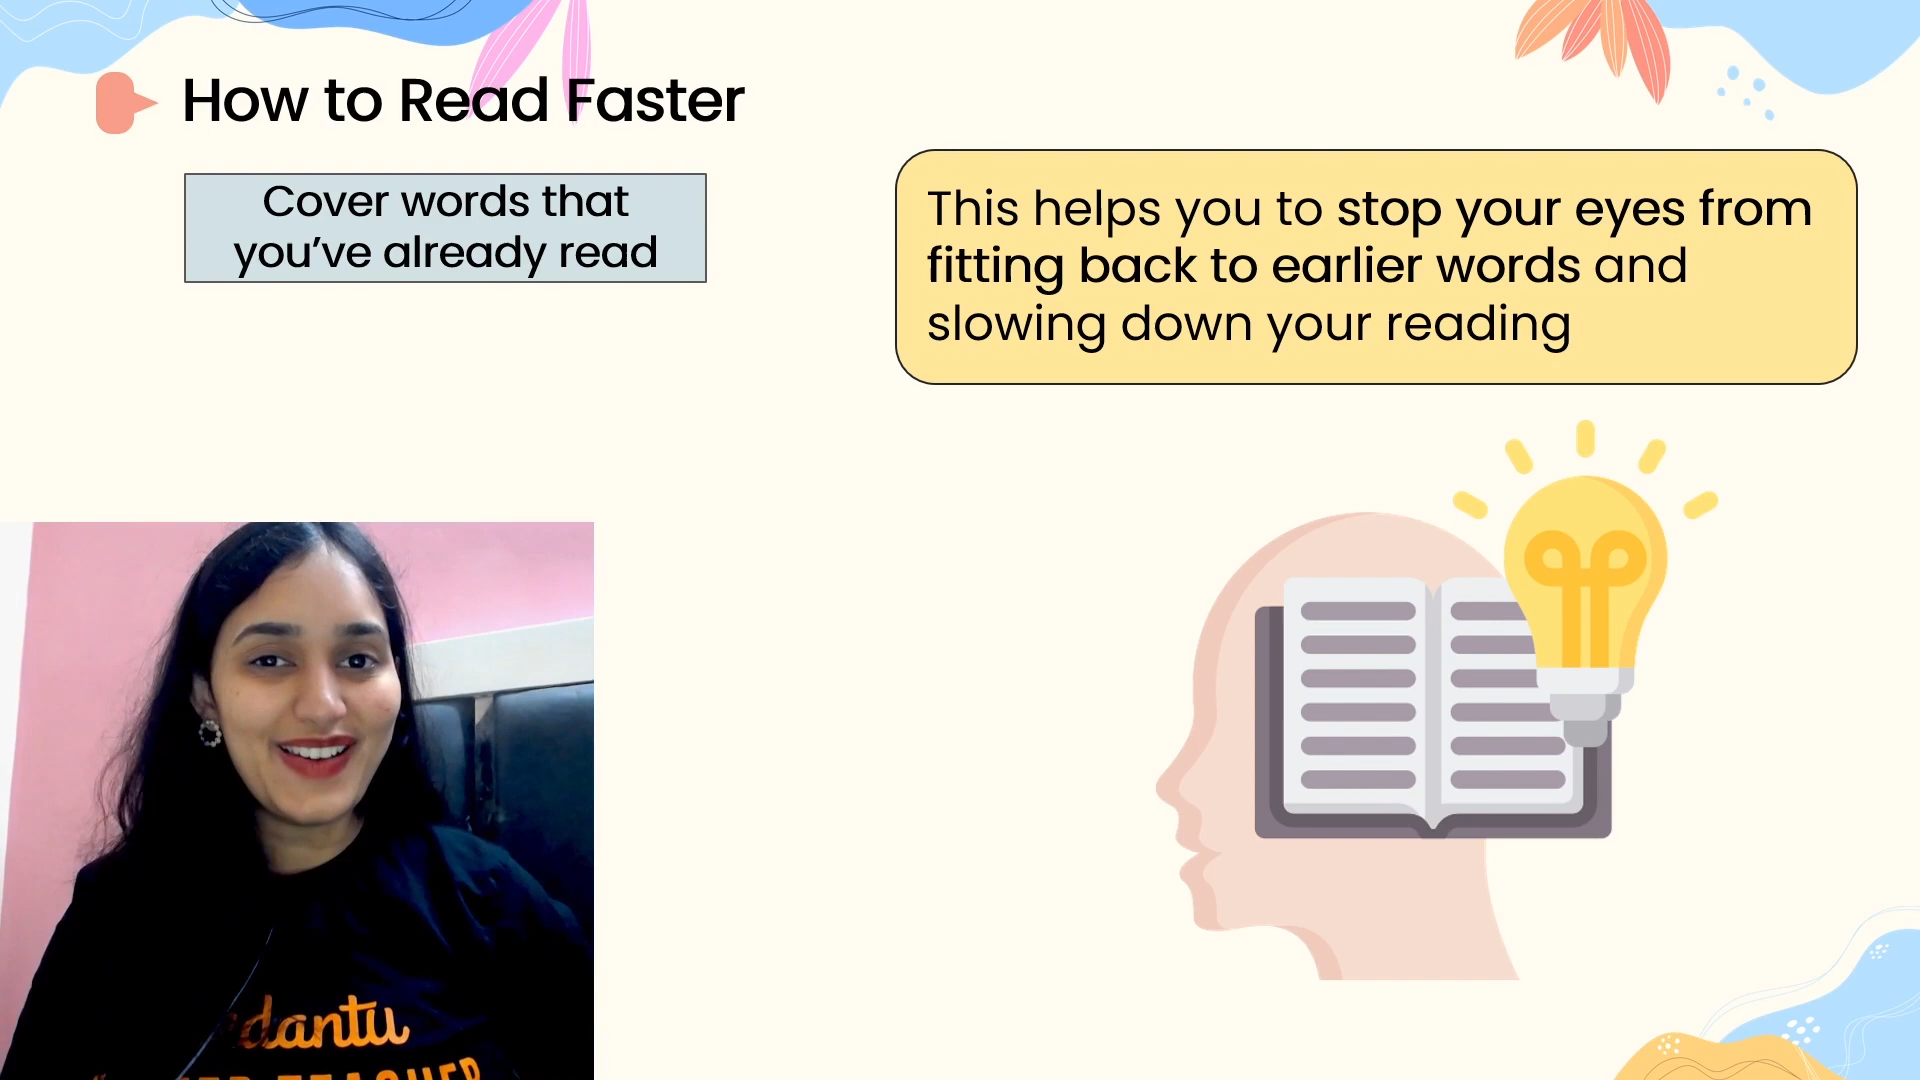 How to Read Faster
Cover words that
you’ve already read
This helps you to stop your eyes from
fitting back to earlier words and
slowing down your reading
dantu
TEACHER